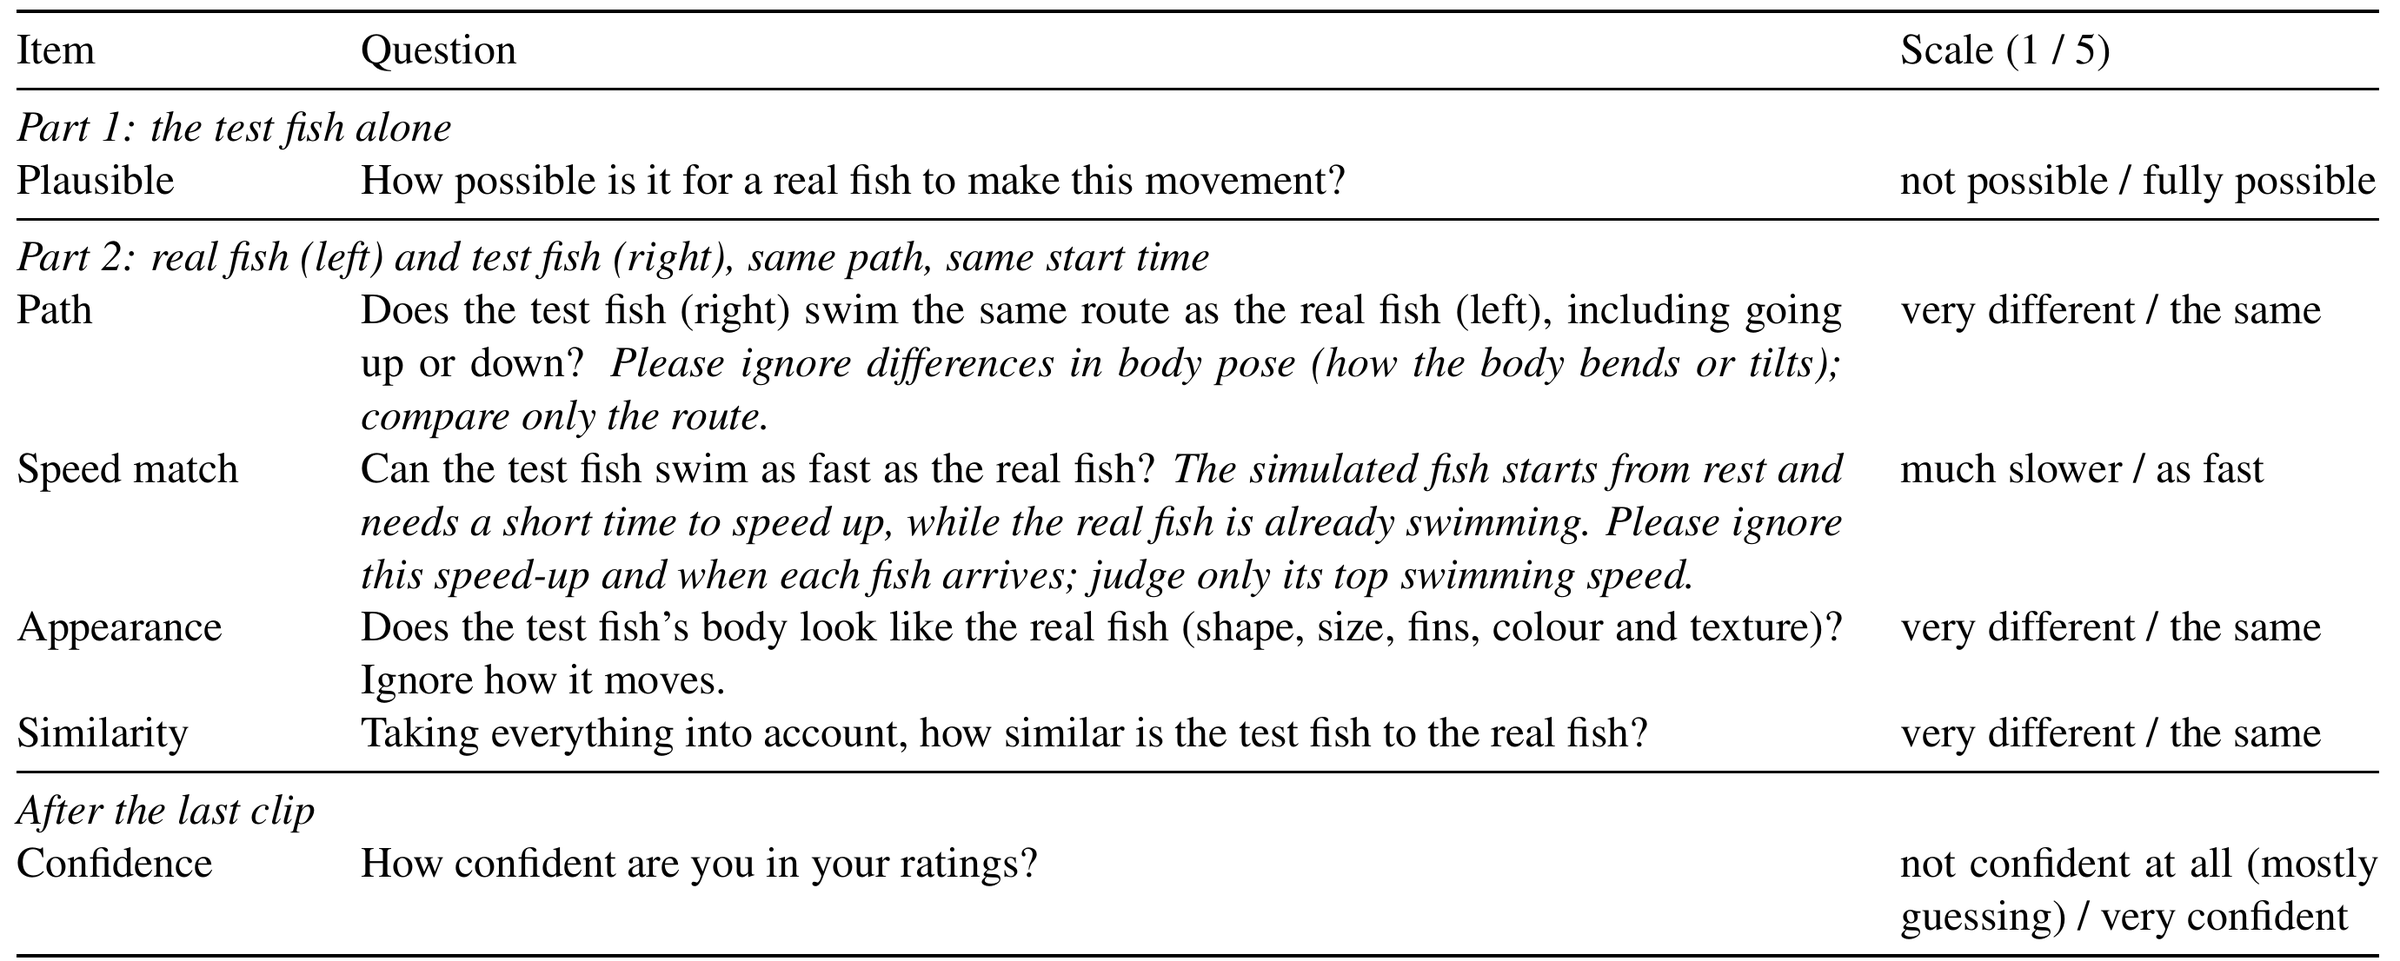 Item Question Scale (1 / 5)
Part 1: the test fish alone
Plausible How possible is it for a real fish to make this movement? not possible / fully possible
Part 2: real fish (left) and test fish (right), same path, same start time
Path Does the test fish (right) swim the same route as the real fish (left), including going very different / the same
up or down? Please ignore differences in body pose (how the body bends or tilts);
compare only the route.
Speed match Can the test fish swim as fast as the real fish? The simulated fish starts from rest and much slower / as fast
needs a short time to speed up, while the real fish is already swimming. Please ignore
this speed-up and when each fish arrives; judge only its top swimming speed.
Appearance Does the test fish’s body look like the real fish (shape, size, fins, colour and texture)? very different / the same
Ignore how it moves.
Similarity Taking everything into account, how similar is the test fish to the real fish? very different / the same
After the last clip
Confidence How confident are you in your ratings? not confident at all (mostly
guessing) / very confident